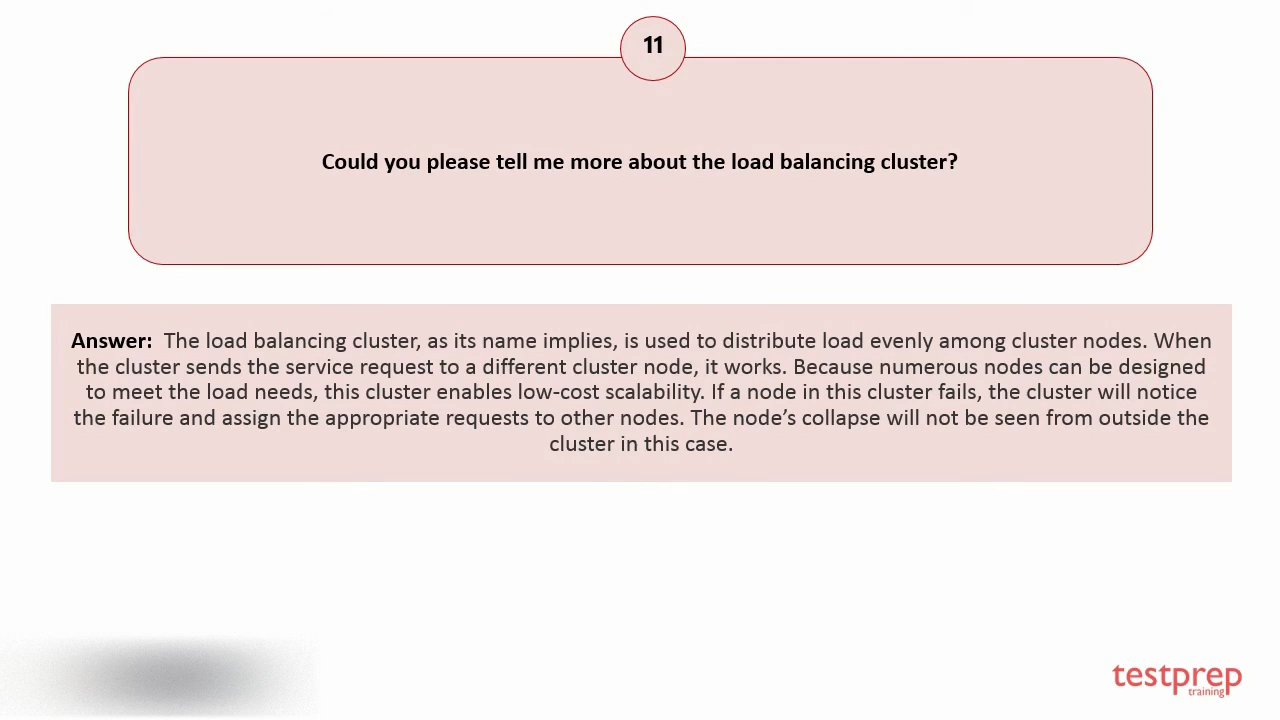 11
Could you please tell me more about the load balancing cluster?
Answer:  The load balancing cluster, as its name implies, is used to distribute load evenly among cluster nodes. When
the cluster sends the service request to a different cluster node, it works. Because numerous nodes can be designed
to meet the load needs, this cluster enables low-cost scalability. If a node in this cluster fails, the cluster will notice
the failure and assign the appropriate requests to other nodes. The node’s collapse will not be seen from outside the
cluster in this case.
testprep
training